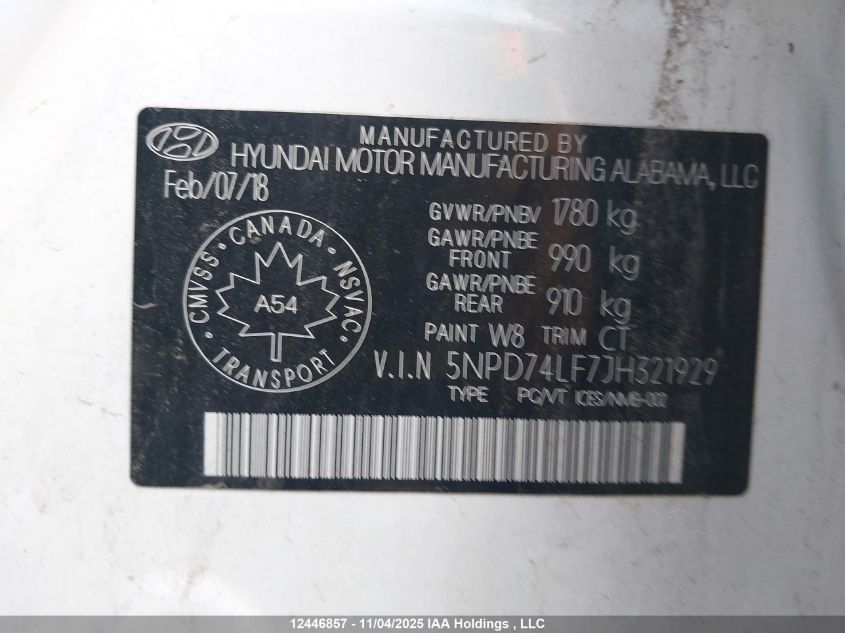 MANUFACTURED BY
HYUNDAI MOTOR MANUFACTURING ALABAMA, LLC
Feb/07/18
GVWR/PNBV 1780 kg
GAWR/PNBE FRONT 990 kg
GAWR/PNBE REAR 910 kg
PAINT W8 TRIM CT
CANADA • NSVAC • TRANSPORT • CMVSS •
A54
V.I.N 5NPD74LF7JH321929
TYPE PC/VT ICES/NMB-002
12446857 - 11/04/2025 IAA Holdings , LLC